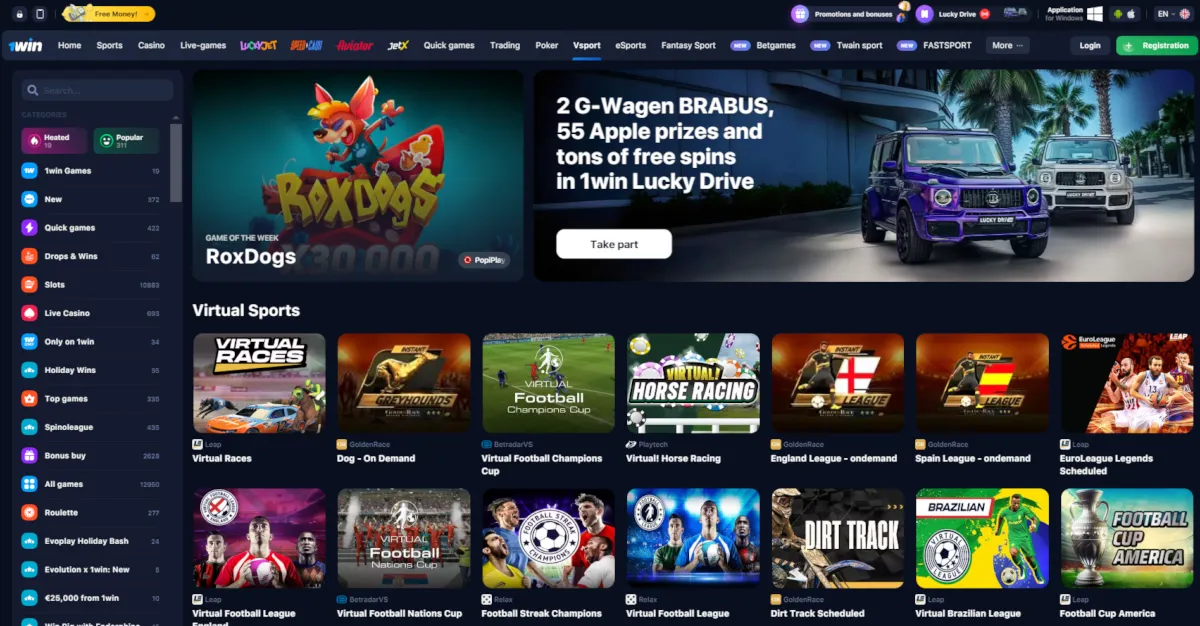 Free Money! →
Promotions and bonuses
Lucky Drive
Application
for Windows
EN
1win
Home
Sports
Casino
Live-games
LUCKYJET
SPEED-CASH
Aviator
JetX
Quick games
Trading
Poker
Vsport
eSports
Fantasy Sport
NEW
Betgames
NEW
Twain sport
NEW
FASTSPORT
More ···
Login
Registration
Search...
CATEGORIES
Heated
19
Popular
311
1win Games 19
New 372
Quick games 423
Drops & Wins 62
Slots 10883
Live Casino 693
Only on 1win 34
Holiday Wins 95
Top games 335
Spinoleague 435
Bonus buy 2628
All games 12950
Roulette 277
Evoplay Holiday Bash 24
Evolution x 1win: New 5
€25,000 from 1win 10
ROXDOGS
X30 000
GAME OF THE WEEK
RoxDogs
PopiPlay
2 G-Wagen BRABUS,
55 Apple prizes and
tons of free spins
in 1win Lucky Drive
Take part
LUCKY DRIVE
Virtual Sports
VIRTUAL
RACES
Leap
Virtual Races
INSTANT
GREYHOUNDS
GoldenRace
Dog - On Demand
VIRTUAL
Football
Champions Cup
BetradarVS
Virtual Football Champions
Cup
VIRTUAL!
HORSE RACING
Playtech
Virtual! Horse Racing
INSTANT
LEAGUE
GoldenRace
England League - ondemand
INSTANT
LEAGUE
GoldenRace
Spain League - ondemand
EuroLeague
LEAP
Leap
EuroLeague Legends
Scheduled
Leap
Virtual Football League
England
VIRTUAL
Football
Nations Cup
BetradarVS
Virtual Football Nations Cup
FOOTBALL STREAK
CHAMPIONS
Relax
Football Streak Champions
Relax
Virtual Football League
DIRT TRACK
GoldenRace
Dirt Track Scheduled
BRAZILIAN
VIRTUAL
LEAGUE
Leap
Virtual Brazilian League
FOOTBALL
CUP
AMERICA
Leap
Football Cup America